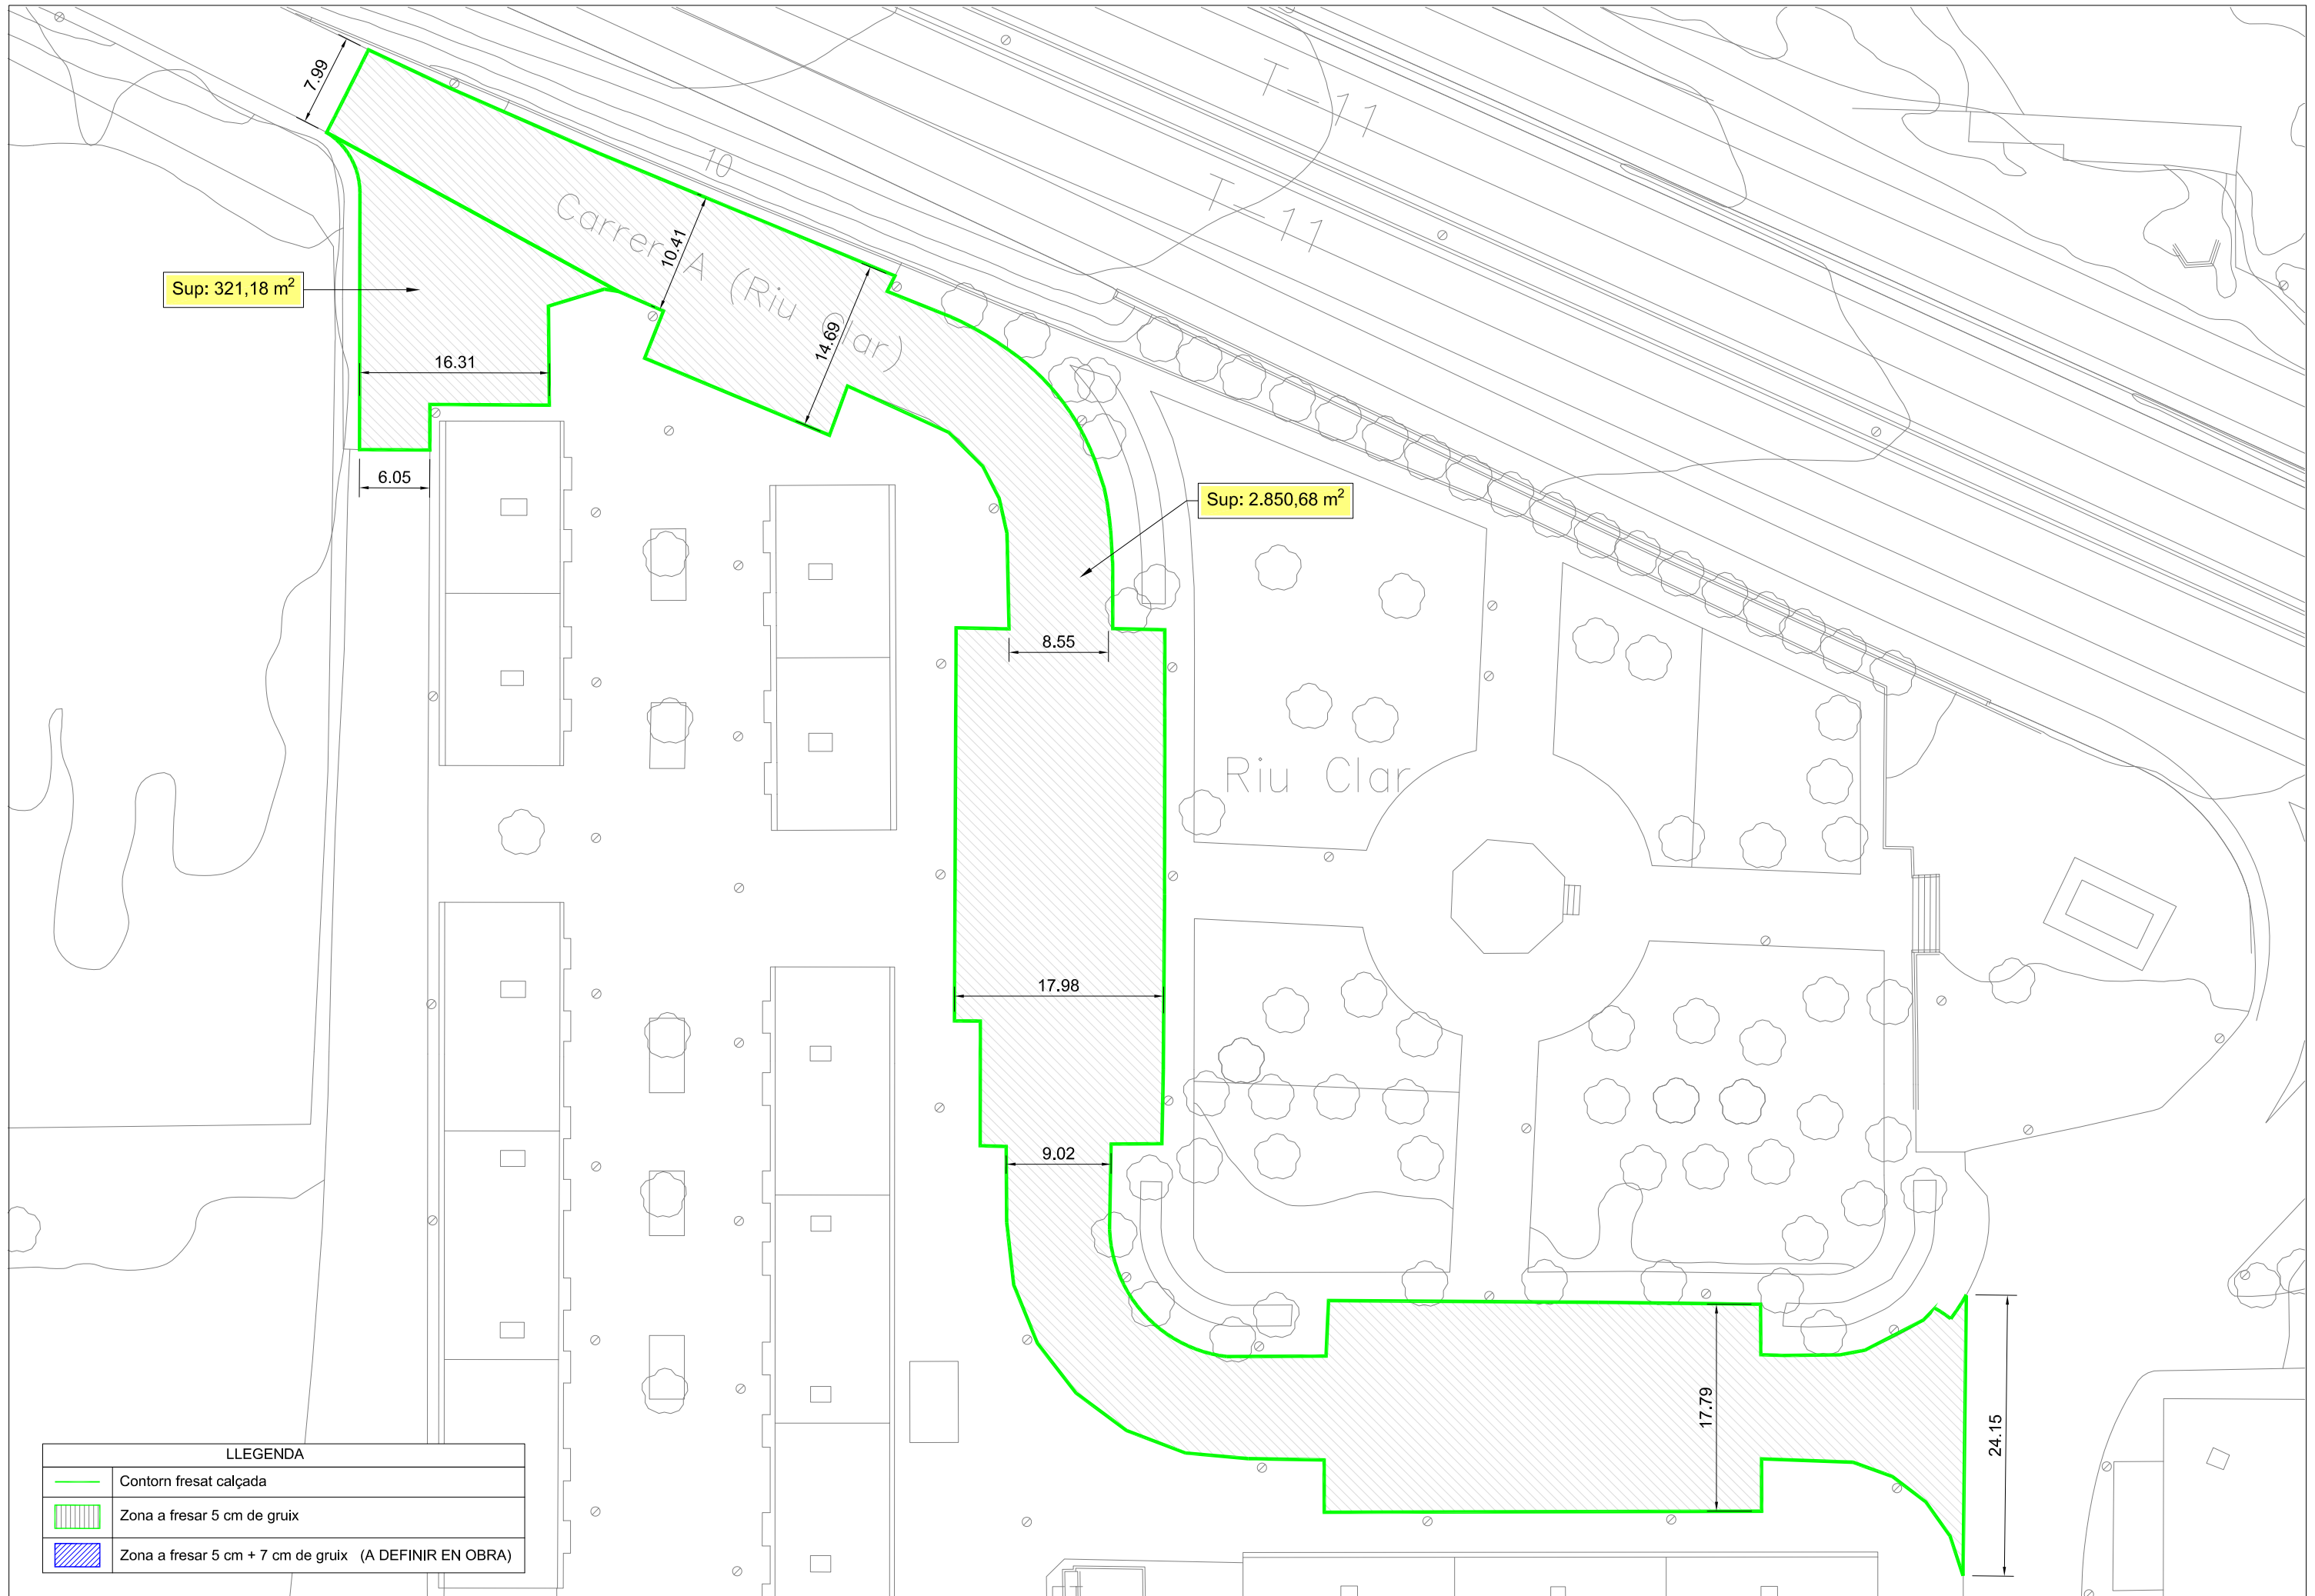 7.99
T-11
10
T-11
Carrer A (Riu Clar)
10.41
Sup: 321,18 m²
14.69
16.31
6.05
Sup: 2.850,68 m²
8.55
Riu Clar
17.98
9.02
17.79
24.15
LLEGENDA
Contorn fresat calçada
Zona a fresar 5 cm de gruix
Zona a fresar 5 cm + 7 cm de gruix (A DEFINIR EN OBRA)